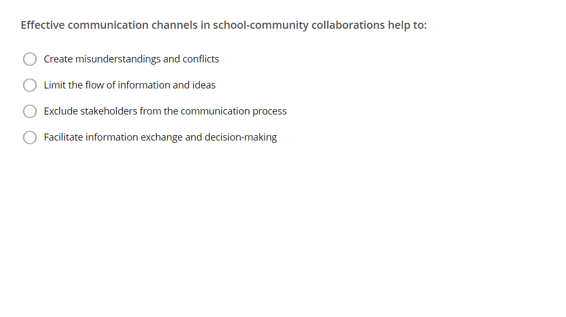 Effective communication channels in school-community collaborations help to:
Create misunderstandings and conflicts
Limit the flow of information and ideas
Exclude stakeholders from the communication process
Facilitate information exchange and decision-making